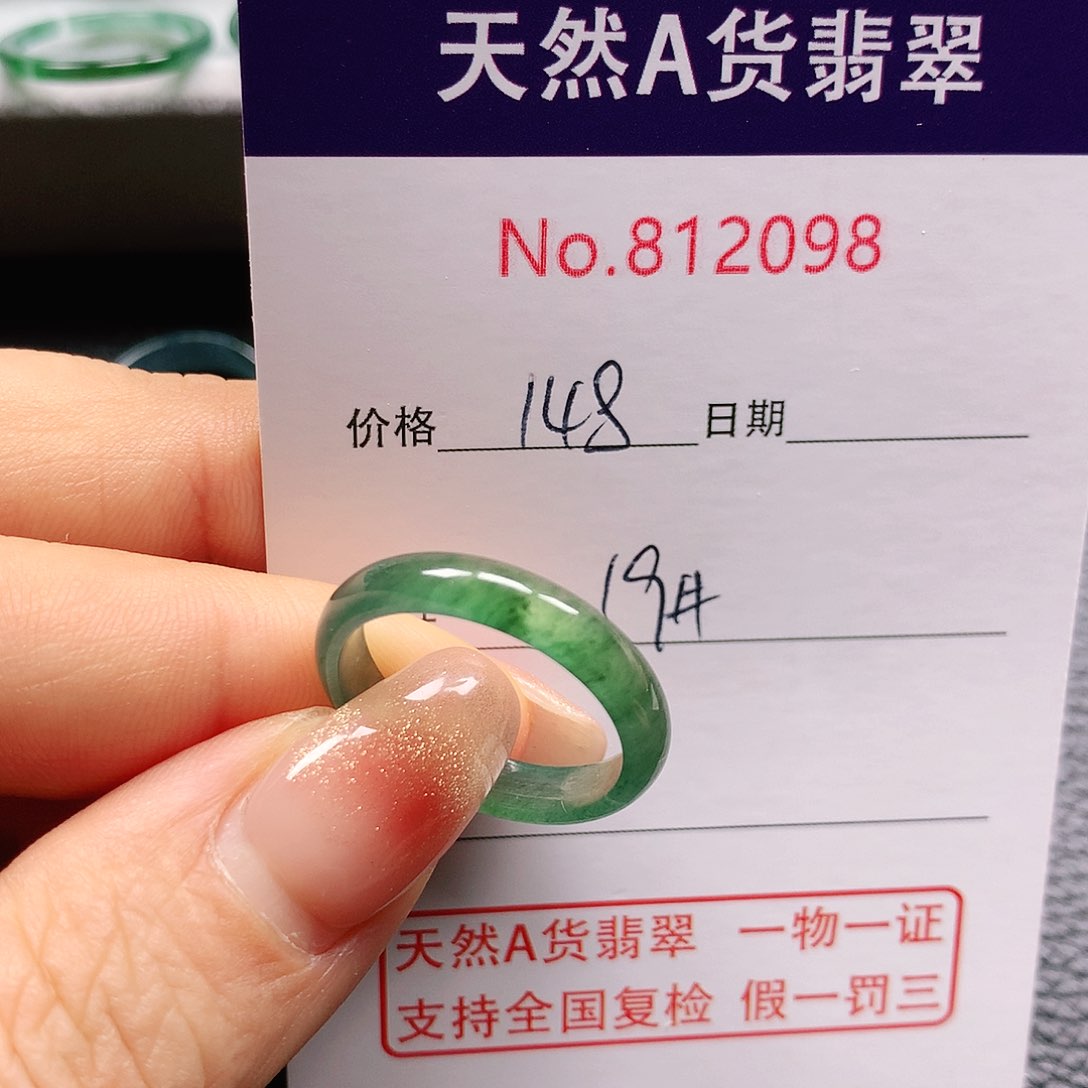 天然A货翡翠
No.812098
价格 148 日期
19#
天然A货翡翠 一物一证
支持全国复检 假一罚三